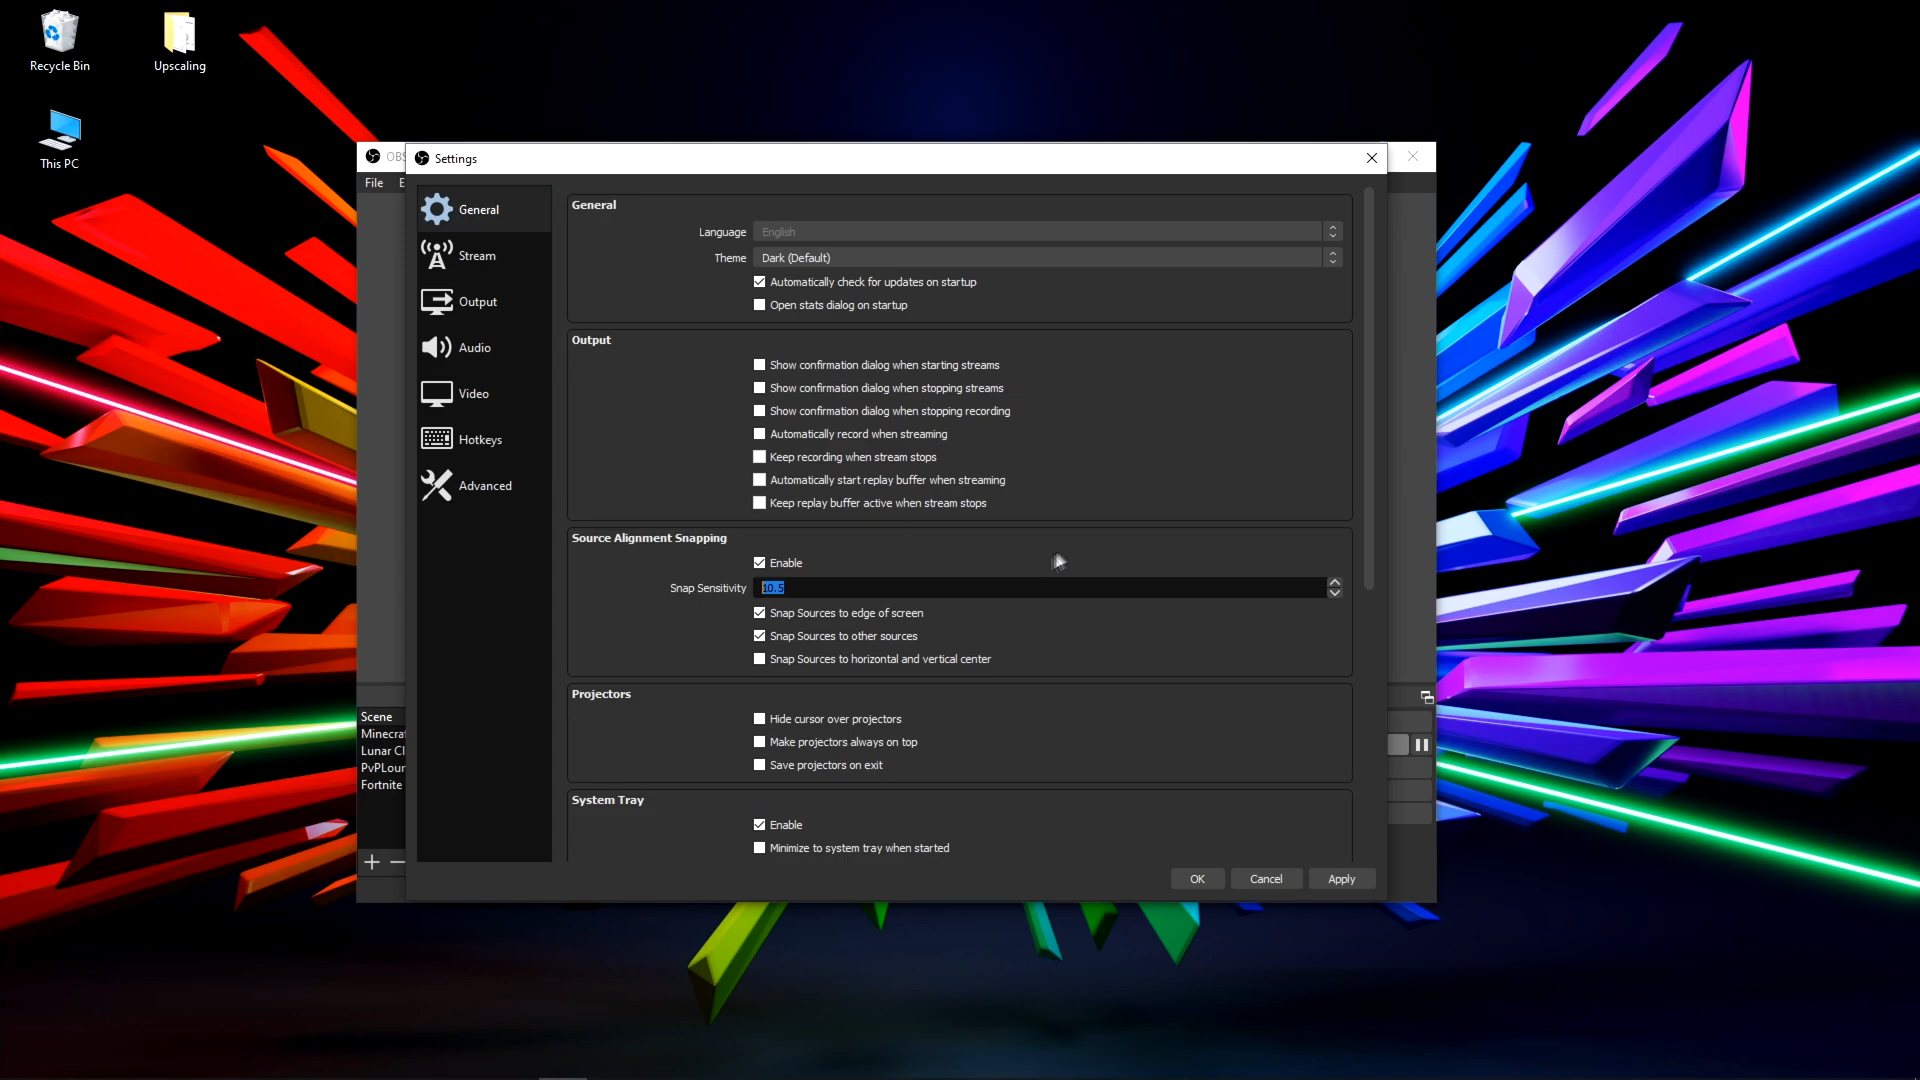 Recycle Bin
Upscaling
This PC
OBS
Settings
File
General
Stream
Output
Audio
Video
Hotkeys
Advanced
General
Language English
Theme Dark (Default)
Automatically check for updates on startup
Open stats dialog on startup
Output
Show confirmation dialog when starting streams
Show confirmation dialog when stopping streams
Show confirmation dialog when stopping recording
Automatically record when streaming
Keep recording when stream stops
Automatically start replay buffer when streaming
Keep replay buffer active when stream stops
Source Alignment Snapping
Enable
Snap Sensitivity 10.5
Snap Sources to edge of screen
Snap Sources to other sources
Snap Sources to horizontal and vertical center
Projectors
Hide cursor over projectors
Make projectors always on top
Save projectors on exit
System Tray
Enable
Minimize to system tray when started
Scene
Minecraf
Lunar Cl
PvPLour
Fortnite
OK
Cancel
Apply